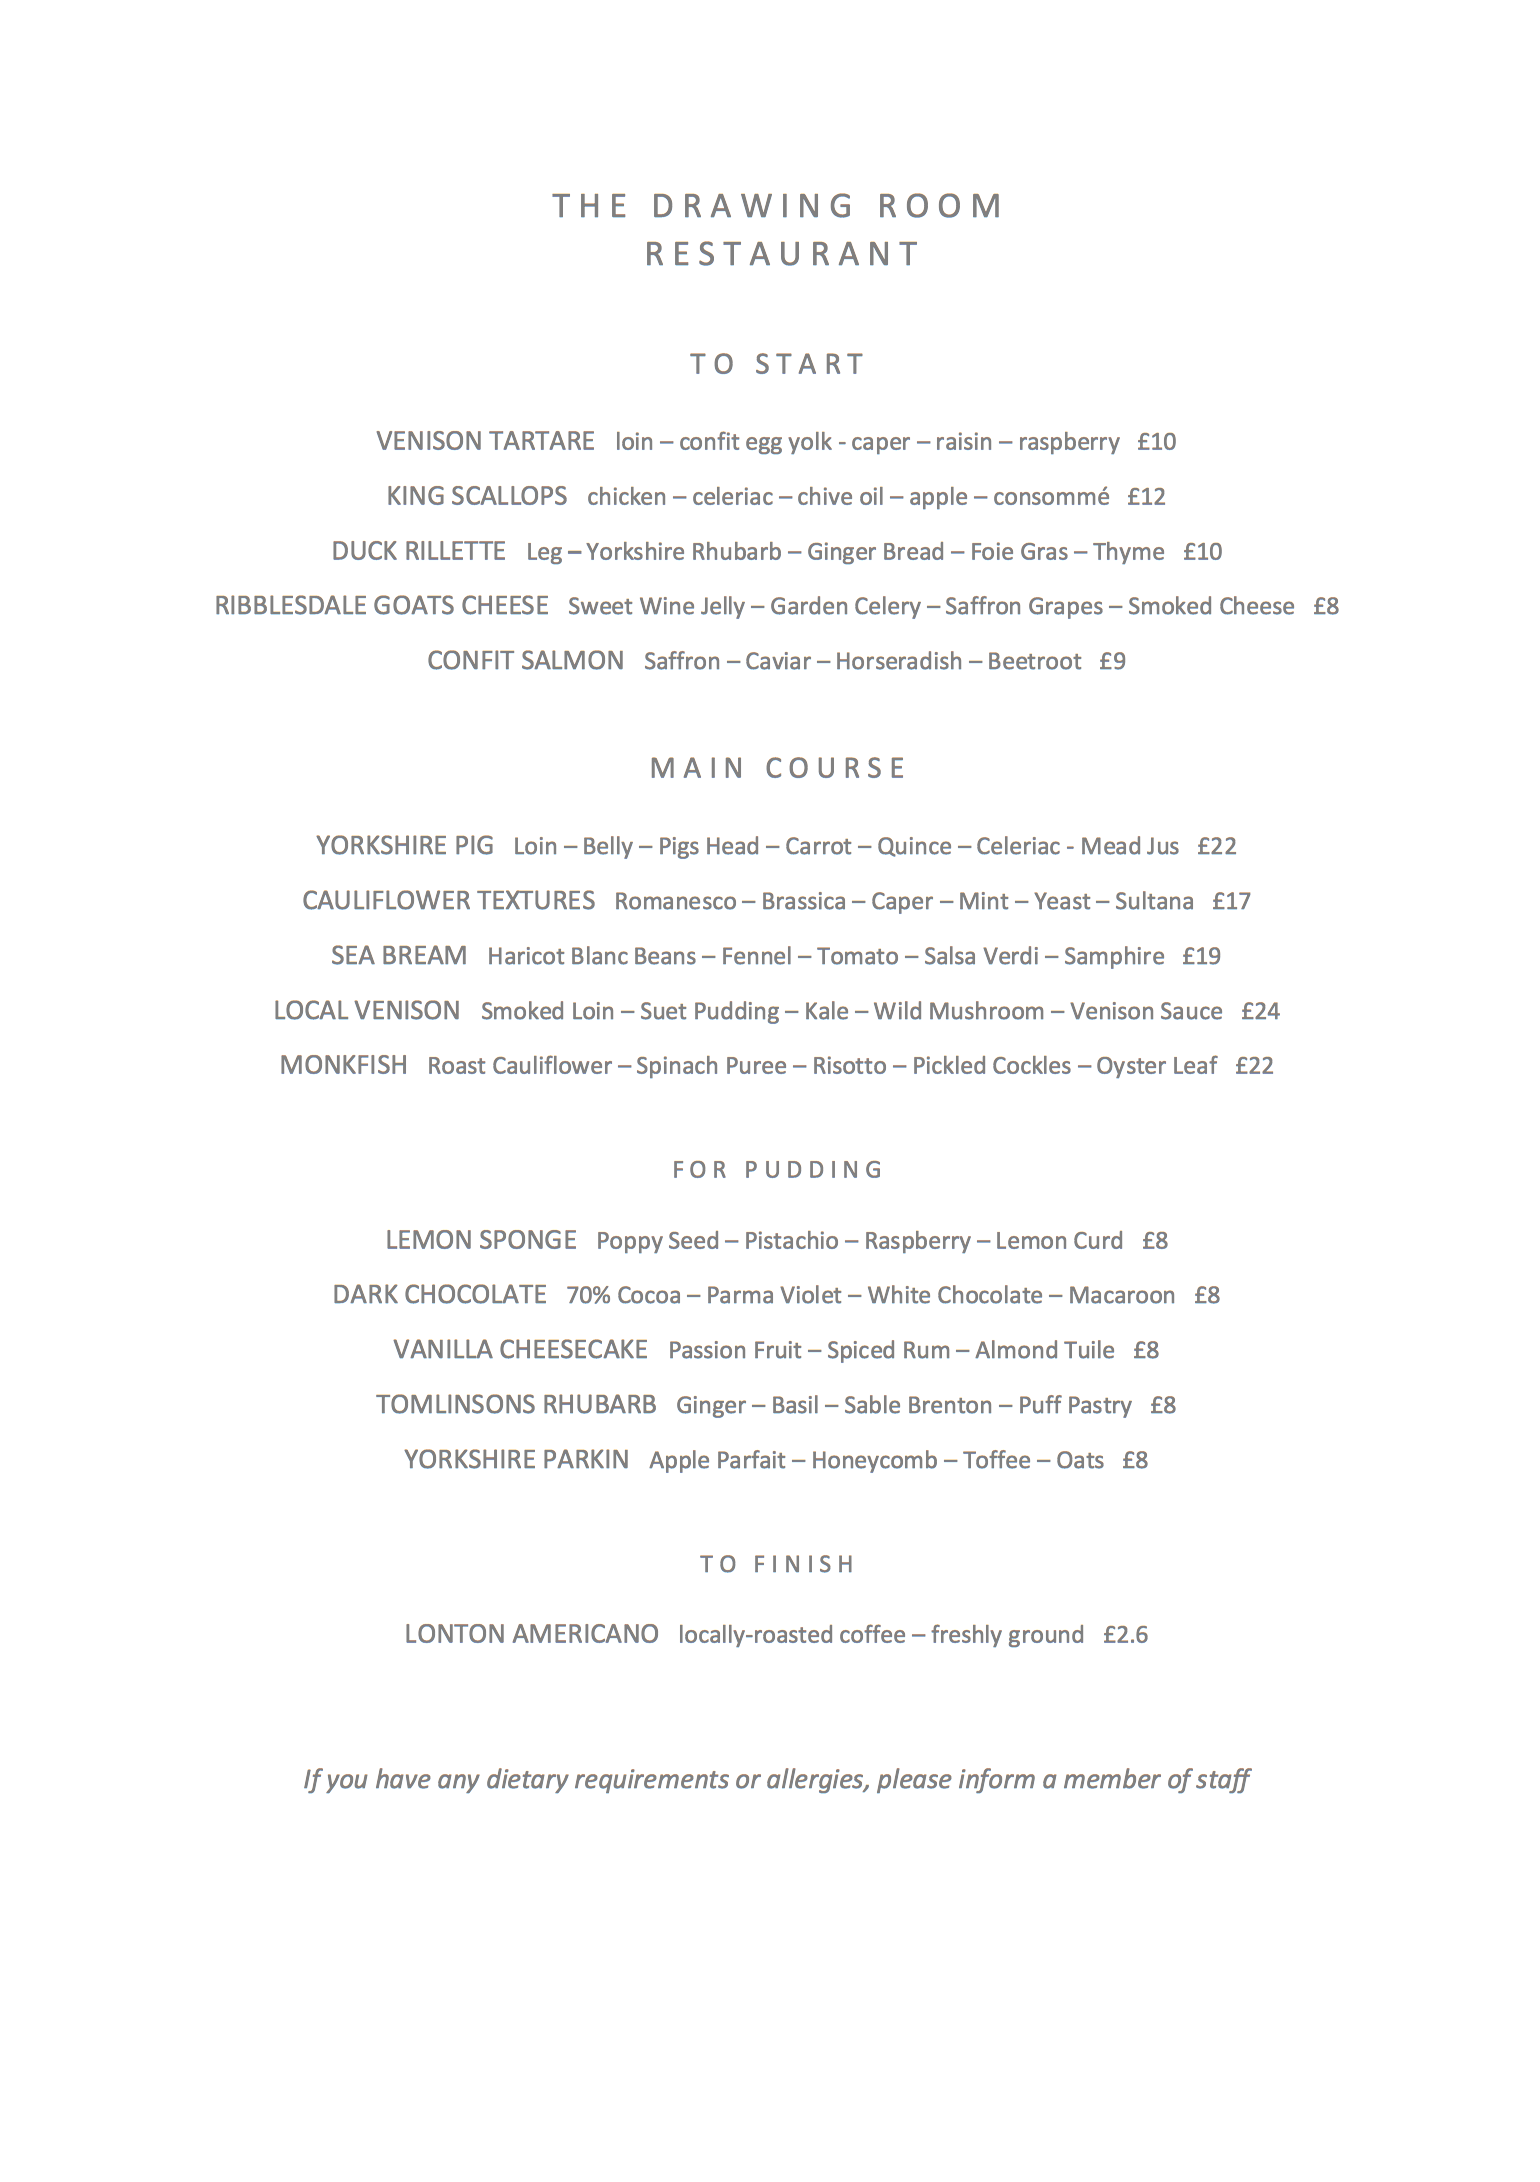 THE DRAWING ROOM
RESTAURANT
TO START
VENISON TARTARE loin – confit egg yolk - caper – raisin – raspberry £10
KING SCALLOPS chicken – celeriac – chive oil – apple – consommé £12
DUCK RILLETTE Leg – Yorkshire Rhubarb – Ginger Bread – Foie Gras – Thyme £10
RIBBLESDALE GOATS CHEESE Sweet Wine Jelly – Garden Celery – Saffron Grapes – Smoked Cheese £8
CONFIT SALMON Saffron – Caviar – Horseradish – Beetroot £9
MAIN COURSE
YORKSHIRE PIG Loin – Belly – Pigs Head – Carrot – Quince – Celeriac - Mead Jus £22
CAULIFLOWER TEXTURES Romanesco – Brassica – Caper – Mint – Yeast – Sultana £17
SEA BREAM Haricot Blanc Beans – Fennel – Tomato – Salsa Verdi – Samphire £19
LOCAL VENISON Smoked Loin – Suet Pudding – Kale – Wild Mushroom – Venison Sauce £24
MONKFISH Roast Cauliflower – Spinach Puree – Risotto – Pickled Cockles – Oyster Leaf £22
FOR PUDDING
LEMON SPONGE Poppy Seed – Pistachio – Raspberry – Lemon Curd £8
DARK CHOCOLATE 70% Cocoa – Parma Violet – White Chocolate – Macaroon £8
VANILLA CHEESECAKE Passion Fruit – Spiced Rum – Almond Tuile £8
TOMLINSONS RHUBARB Ginger – Basil – Sable Brenton – Puff Pastry £8
YORKSHIRE PARKIN Apple Parfait – Honeycomb – Toffee – Oats £8
TO FINISH
LONTON AMERICANO locally-roasted coffee – freshly ground £2.6
If you have any dietary requirements or allergies, please inform a member of staff